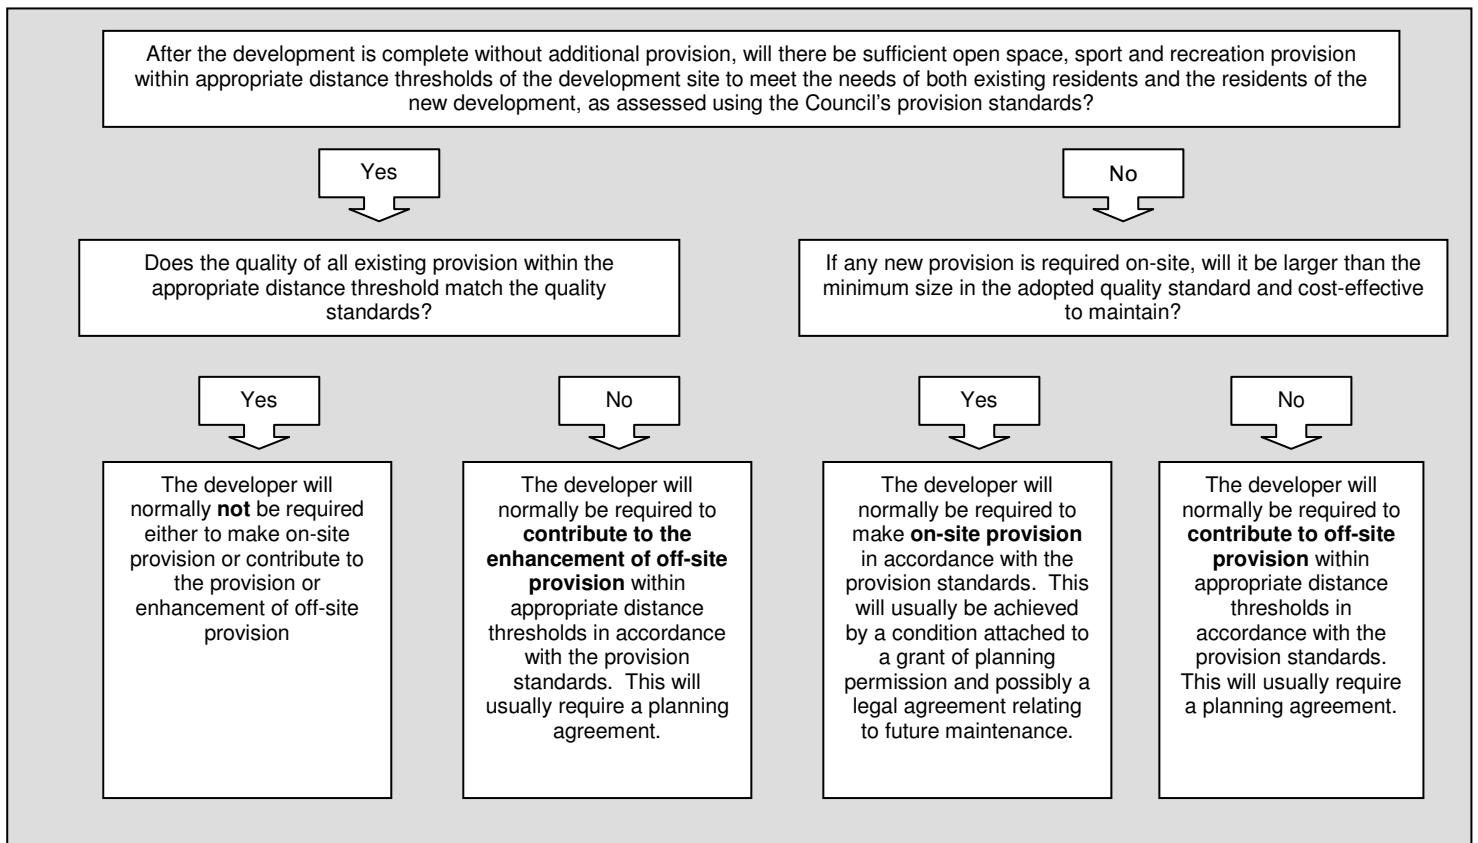 After the development is complete without additional provision, will there be sufficient open space, sport and recreation provision
within appropriate distance thresholds of the development site to meet the needs of both existing residents and the residents of the
new development, as assessed using the Council's provision standards?
Yes
No
Does the quality of all existing provision within the
appropriate distance threshold match the quality
standards?
If any new provision is required on-site, will it be larger than the
minimum size in the adopted quality standard and cost-effective
to maintain?
Yes
No
Yes
No
The developer will
normally not be required
either to make on-site
provision or contribute to
the provision or
enhancement of off-site
provision
The developer will
normally be required to
contribute to the
enhancement of off-site
provision within
appropriate distance
thresholds in accordance
with the provision
standards. This will
usually require a planning
agreement.
The developer will
normally be required to
make on-site provision
in accordance with the
provision standards. This
will usually be achieved
by a condition attached to
a grant of planning
permission and possibly a
legal agreement relating
to future maintenance.
The developer will
normally be required to
contribute to off-site
provision within
appropriate distance
thresholds in
accordance with the
provision standards.
This will usually require
a planning agreement.